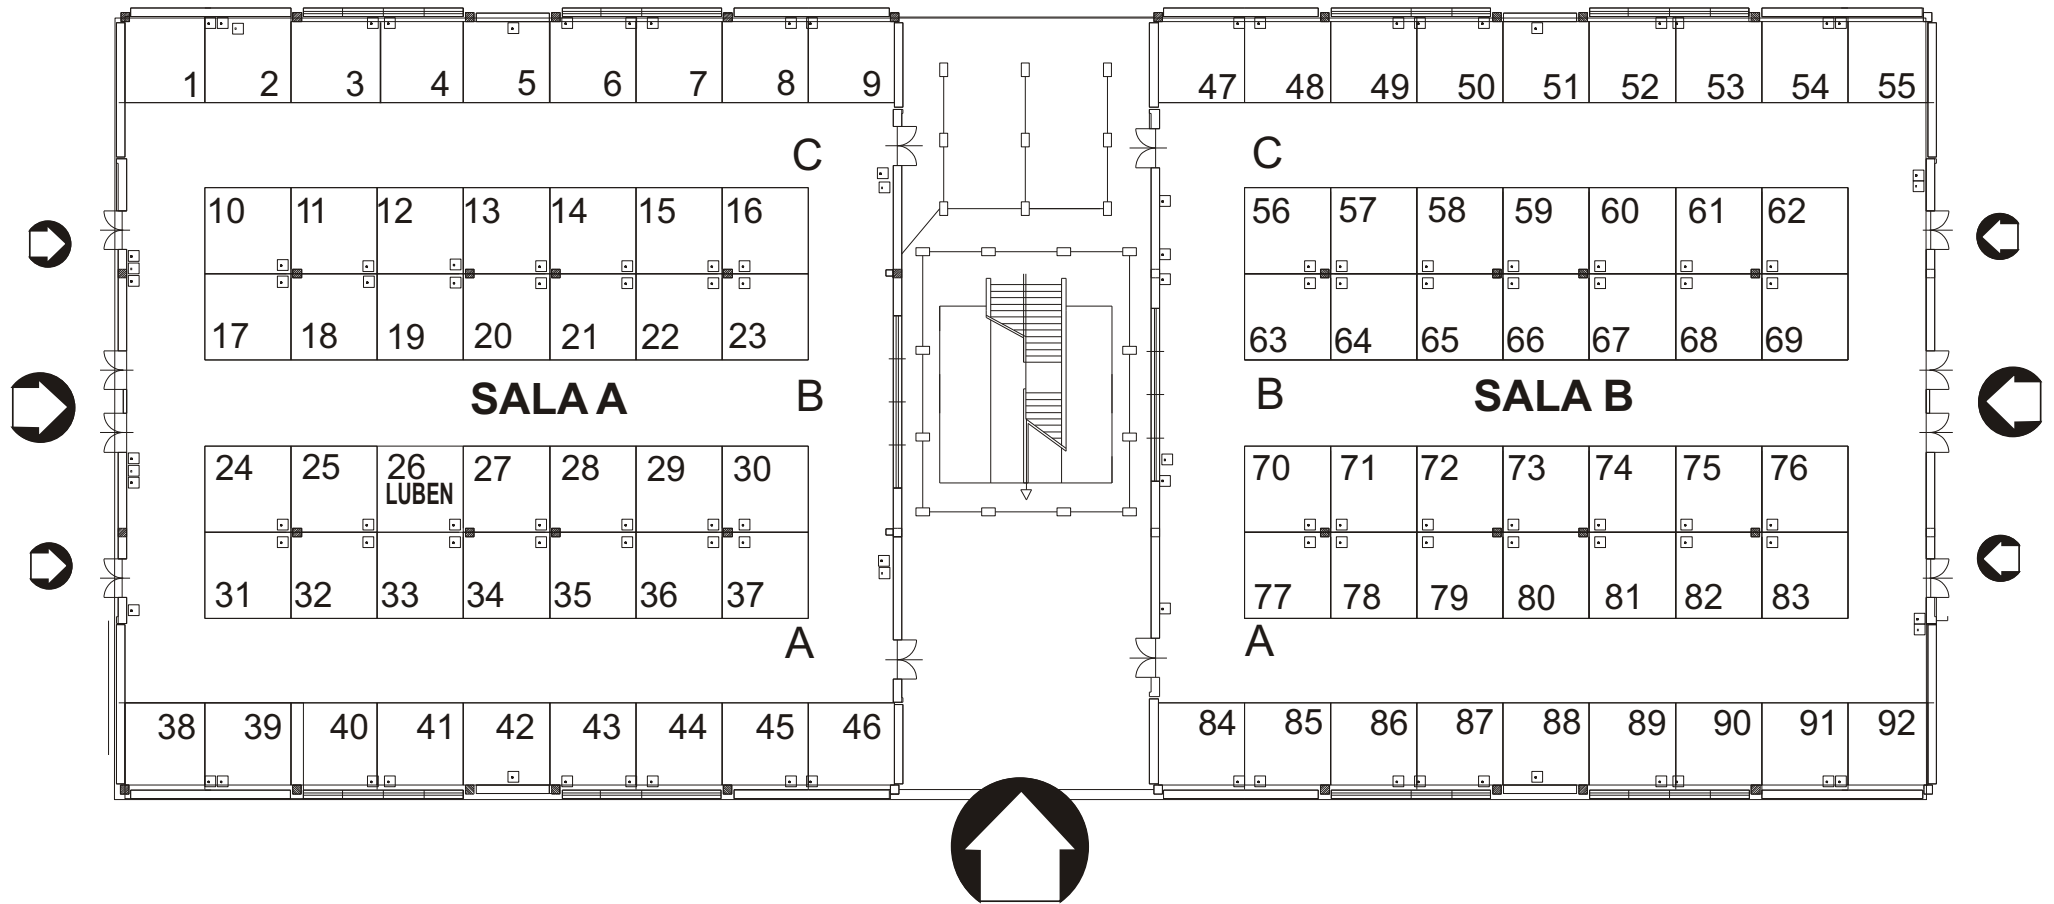 1 2 3 4 5 6 7 8 9
47 48 49 50 51 52 53 54 55
C
C
10 11 12 13 14 15 16
56 57 58 59 60 61 62
17 18 19 20 21 22 23
63 64 65 66 67 68 69
SALA A
B
B
SALA B
24 25 26 27 28 29 30
LUBEN
70 71 72 73 74 75 76
31 32 33 34 35 36 37
77 78 79 80 81 82 83
A
A
38 39 40 41 42 43 44 45 46
84 85 86 87 88 89 90 91 92